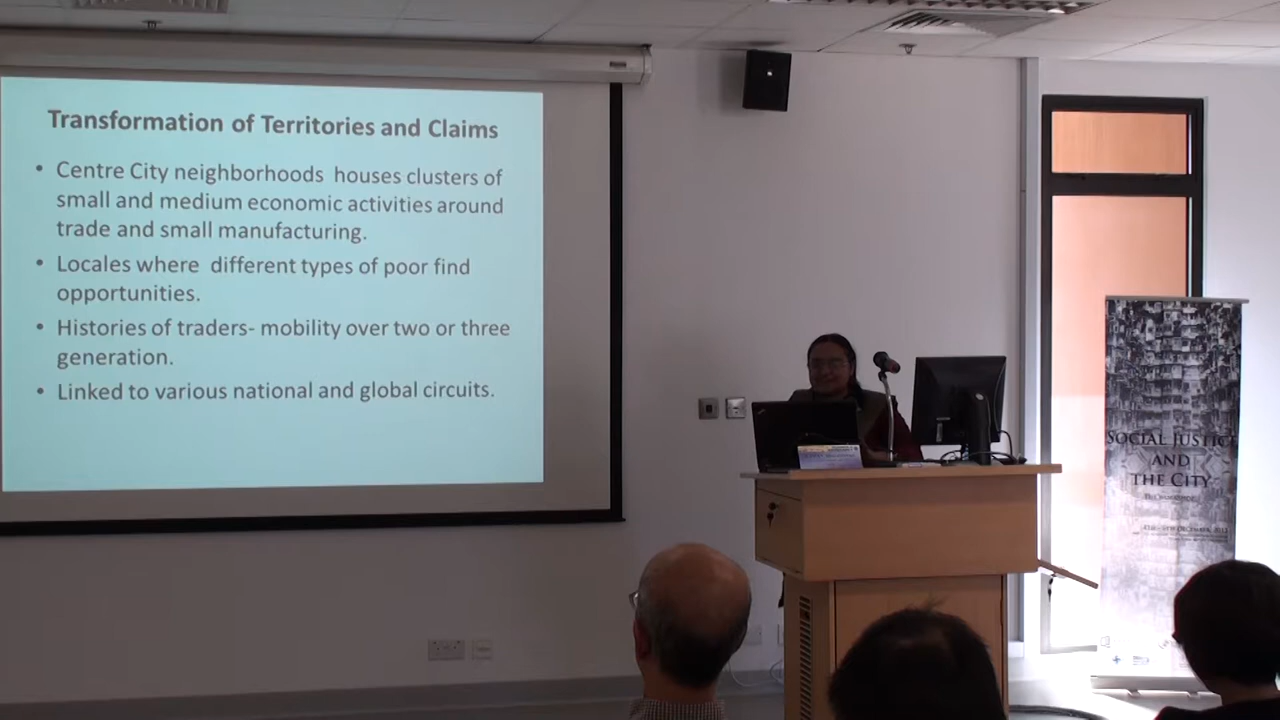 Transformation of Territories and Claims
• Centre City neighborhoods houses clusters of
small and medium economic activities around
trade and small manufacturing.
• Locales where different types of poor find
opportunities.
• Histories of traders- mobility over two or three
generation.
• Linked to various national and global circuits.
SOCIAL JUSTICE
AND
THE CITY